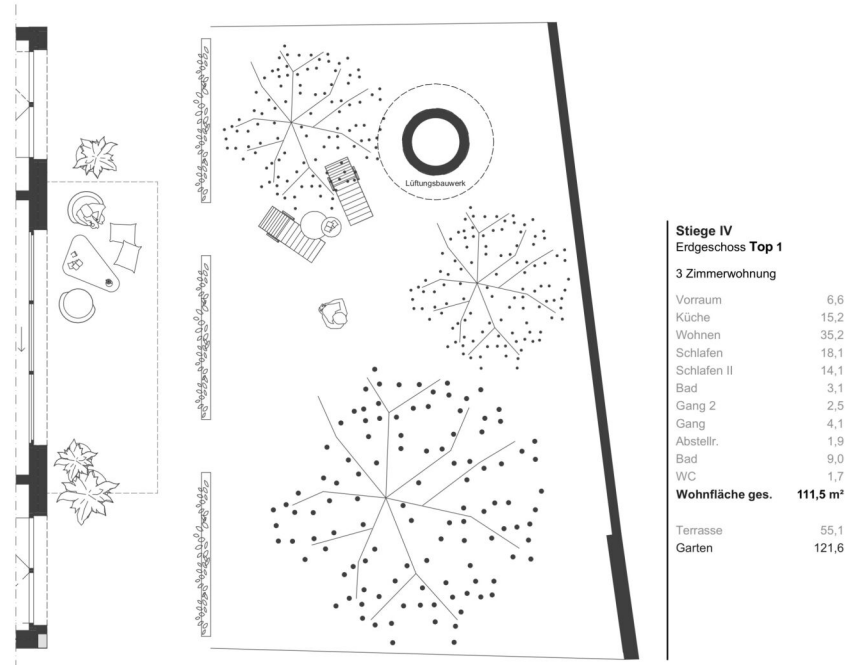 Lüftungsbauwerk
Stiege IV
Erdgeschoss Top 1
3 Zimmerwohnung
Vorraum 6,6
Küche 15,2
Wohnen 35,2
Schlafen 18,1
Schlafen II 14,1
Bad 3,1
Gang 2 2,5
Gang 4,1
Abstellr. 1,9
Bad 9,0
WC 1,7
Wohnfläche ges. 111,5 m²
Terrasse 55,1
Garten 121,6